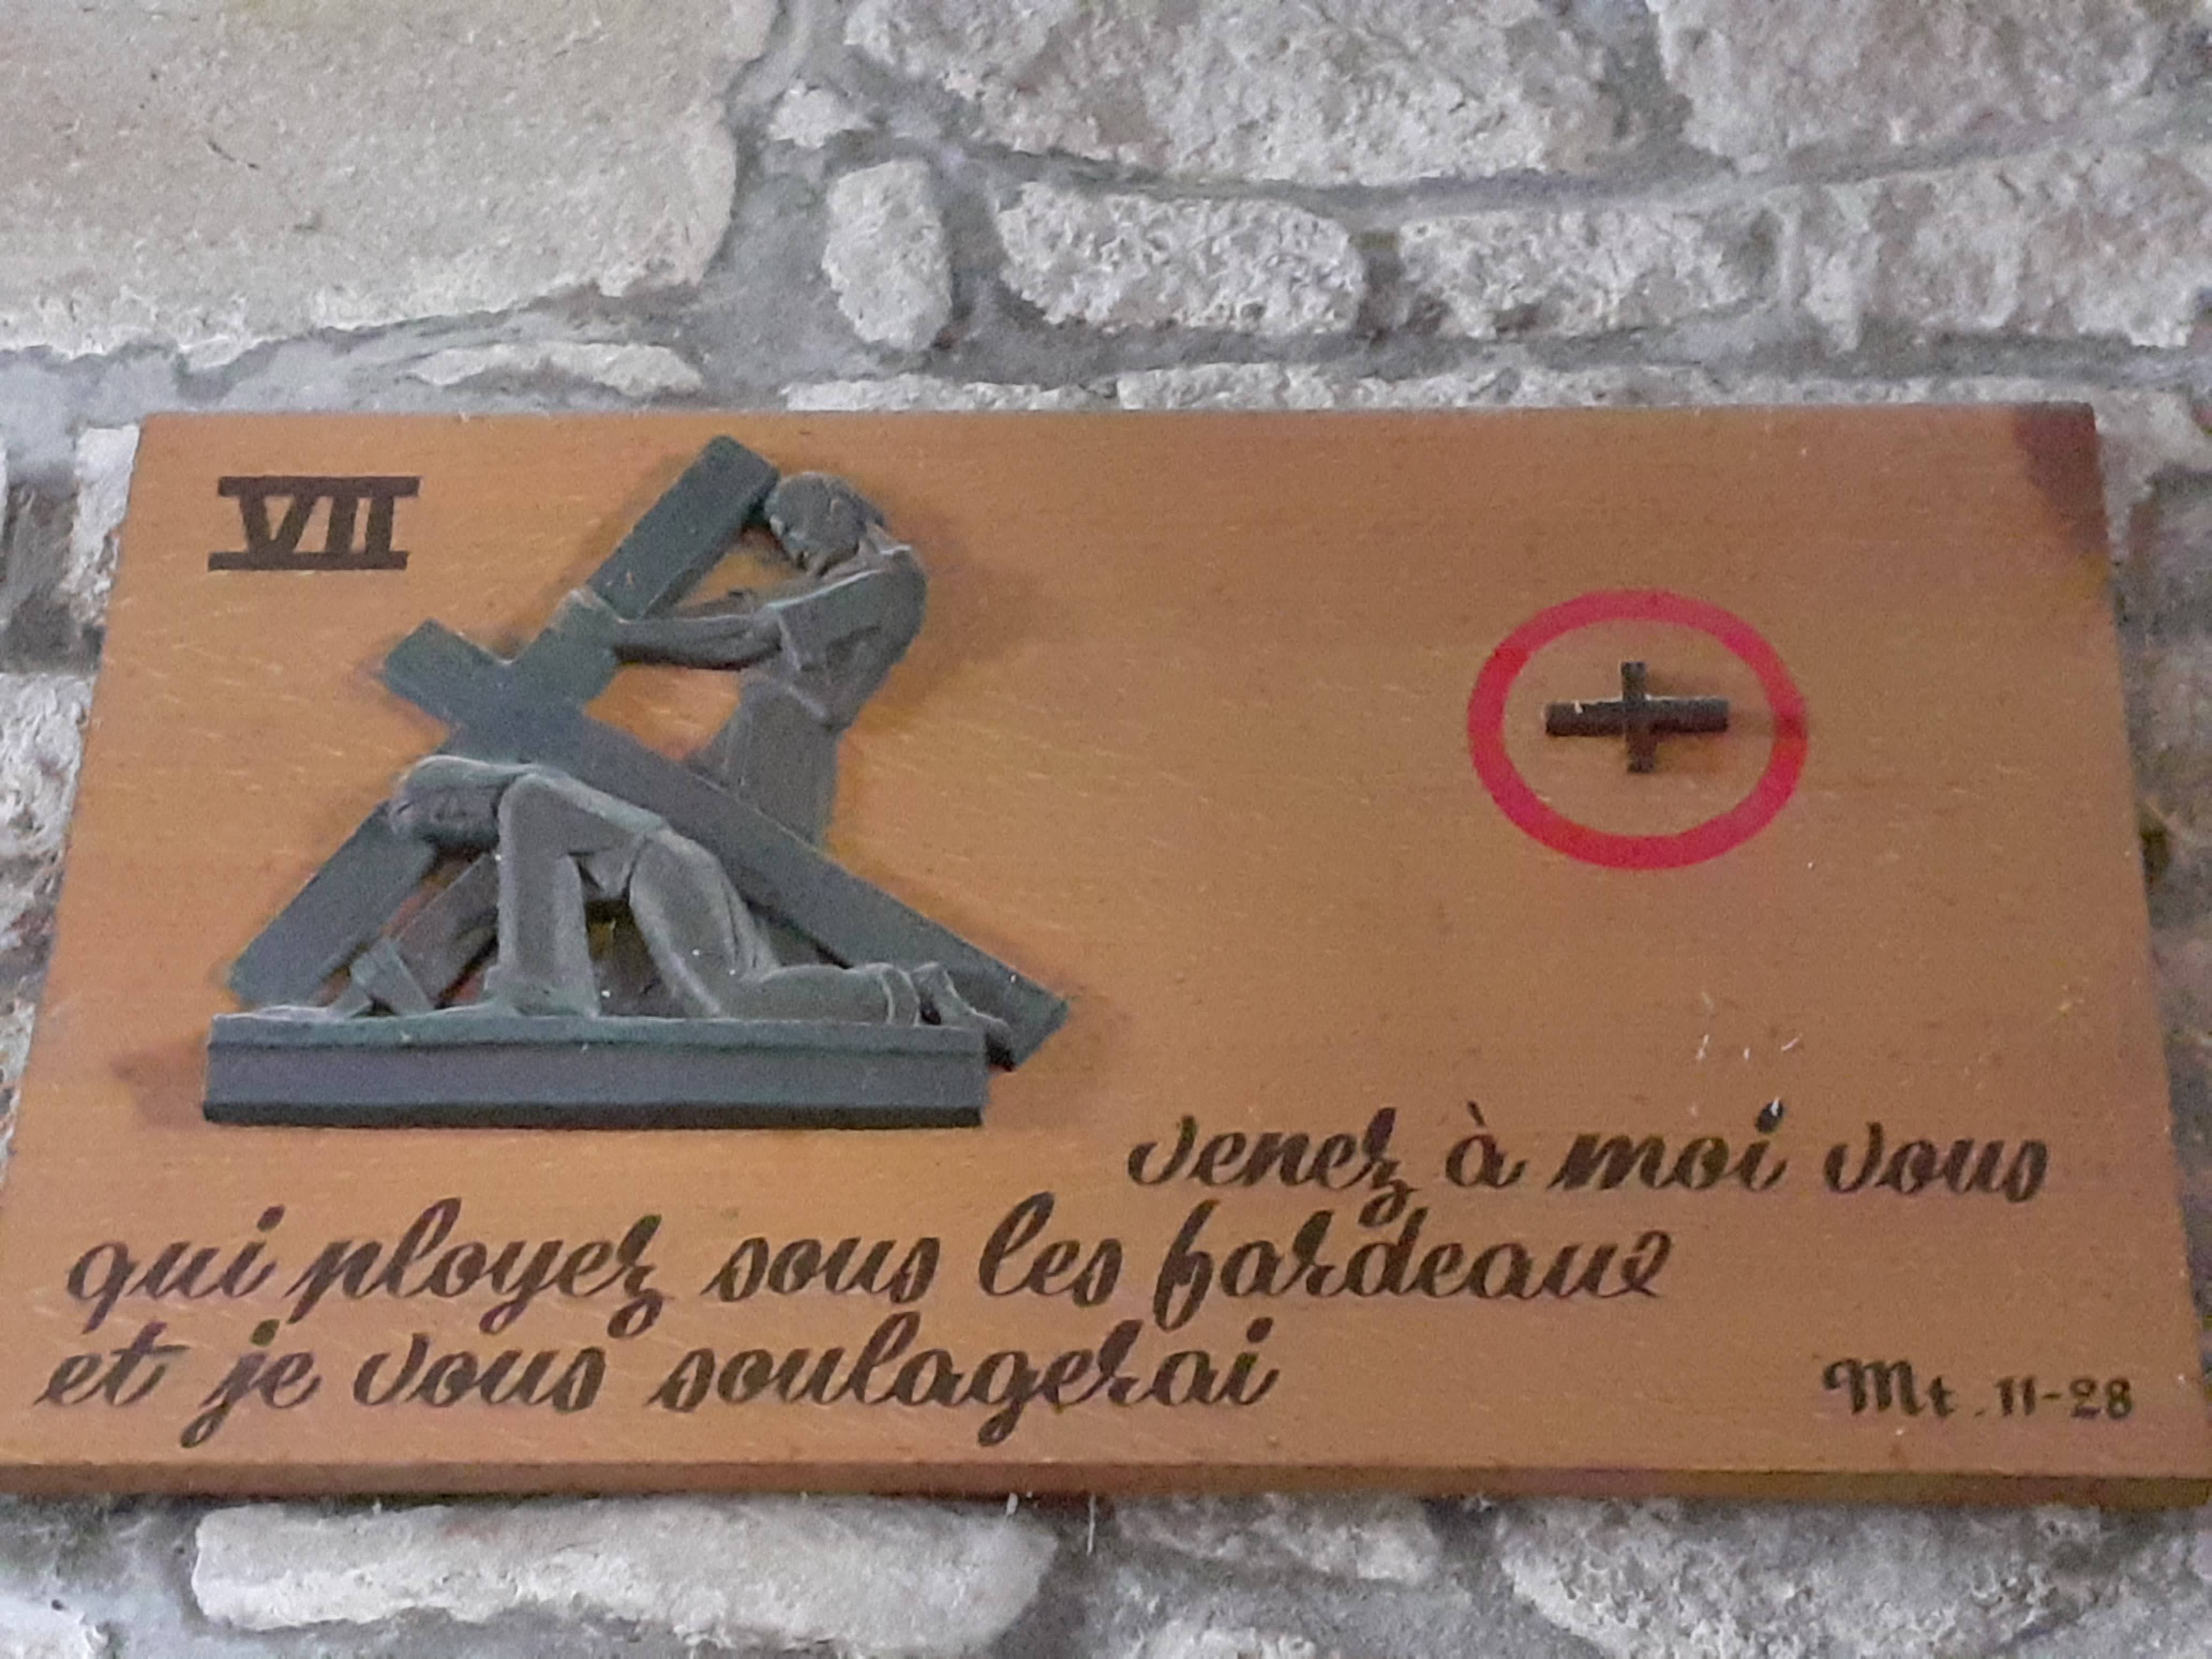 VII
venez à moi vous
qui ployez sous les fardeaux
et je vous soulagerai
Mt. 11-28